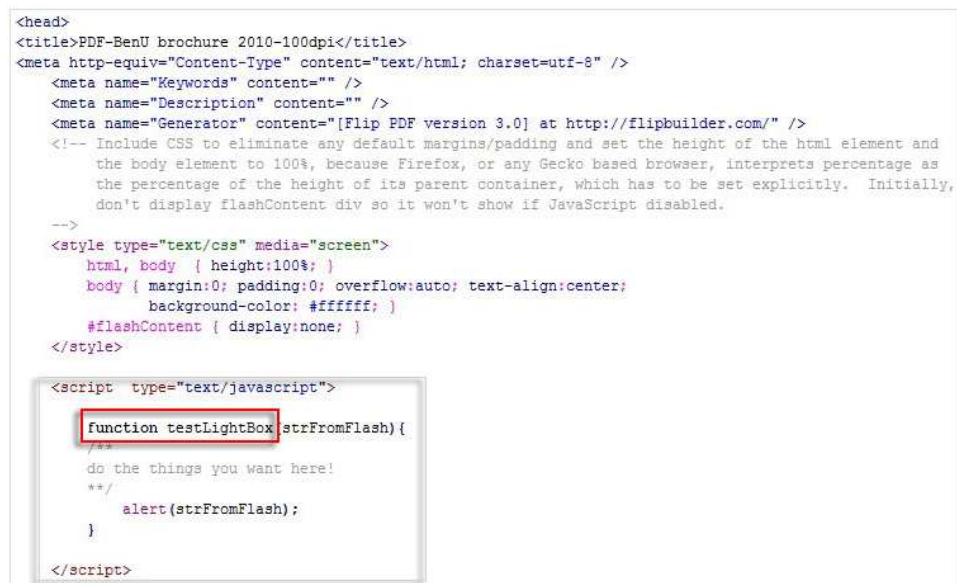 <head>
<title>PDF-BenU brochure 2010-100dpi</title>
<meta http-equiv="Content-Type" content="text/html; charset=utf-8" />
<meta name="Keywords" content="" />
<meta name="Description" content="" />
<meta name="Generator" content="[Flip PDF version 3.0] at http://flipbuilder.com/" />
<!-- Include CSS to eliminate any default margins/padding and set the height of the html element and
the body element to 100%, because Firefox, or any Gecko based browser, interprets percentage as
the percentage of the height of its parent container, which has to be set explicitly.  Initially,
don't display flashContent div so it won't show if JavaScript disabled.
-->
<style type="text/css" media="screen">
html, body  { height:100%; }
body { margin:0; padding:0; overflow:auto; text-align:center;
background-color: #ffffff; }
#flashContent { display:none; }
</style>
<script  type="text/javascript">
function testLightBox(strFromFlash){
/**
do the things you want here!
**/
alert(strFromFlash);
}
</script>